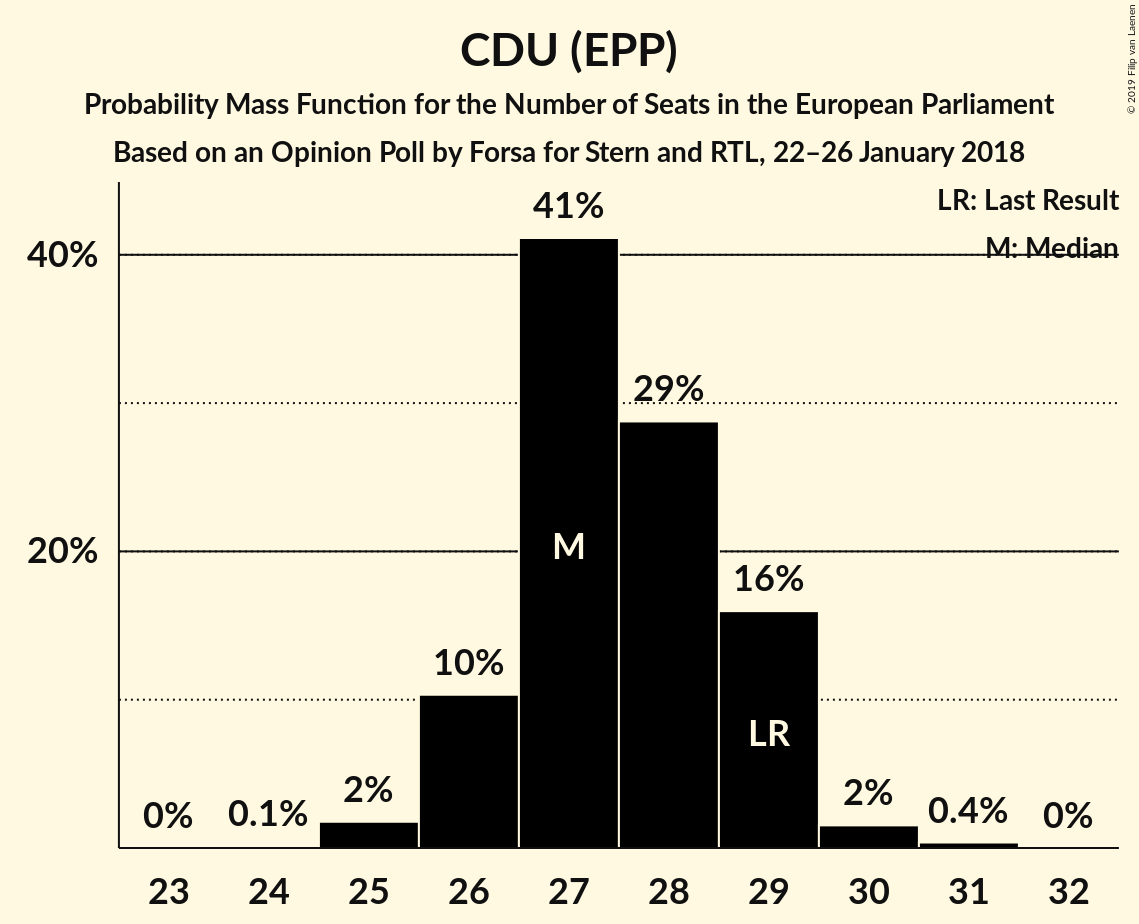 CDU (EPP)
Probability Mass Function for the Number of Seats in the European Parliament
Based on an Opinion Poll by Forsa for Stern and RTL, 22–26 January 2018
© 2019 Filip van Laenen
LR: Last Result
M: Median
40%
20%
0%
0.1%
2%
10%
41%
29%
16%
2%
0.4%
0%
M
LR
23 24 25 26 27 28 29 30 31 32